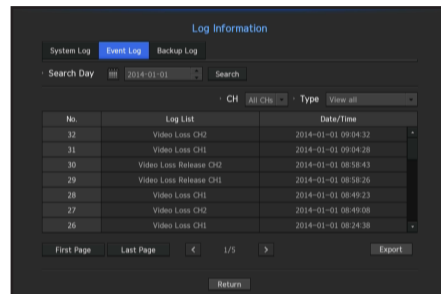 Log Information
System Log Event Log Backup Log
· Search Day 2014-01-01 Search
· CH All CHs · Type View all
No. Log List Date/Time
32 Video Loss CH2 2014-01-01 09:04:32
31 Video Loss CH1 2014-01-01 09:04:28
30 Video Loss Release CH2 2014-01-01 08:58:43
29 Video Loss Release CH1 2014-01-01 08:58:26
28 Video Loss CH1 2014-01-01 08:49:23
27 Video Loss CH2 2014-01-01 08:49:08
26 Video Loss CH1 2014-01-01 08:24:38
First Page Last Page < 1/5 > Export
Return